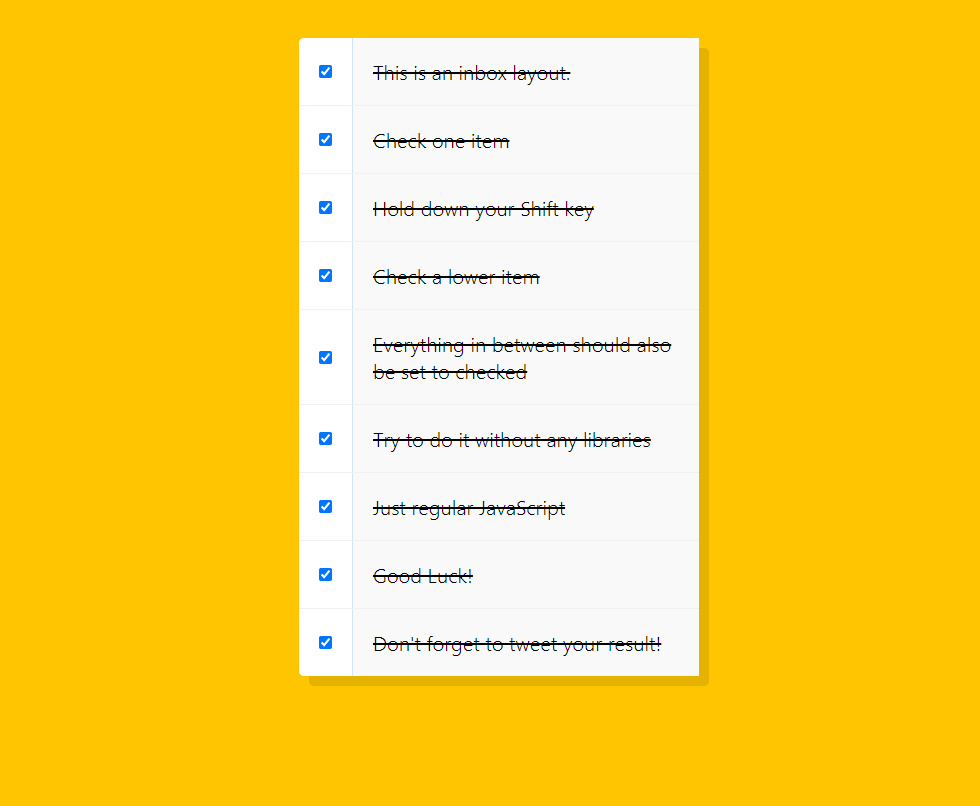 This is an inbox layout.
Check one item
Hold down your Shift key
Check a lower item
Everything in between should also
be set to checked
Try to do it without any libraries
Just regular JavaScript
Good Luck!
Don't forget to tweet your result!